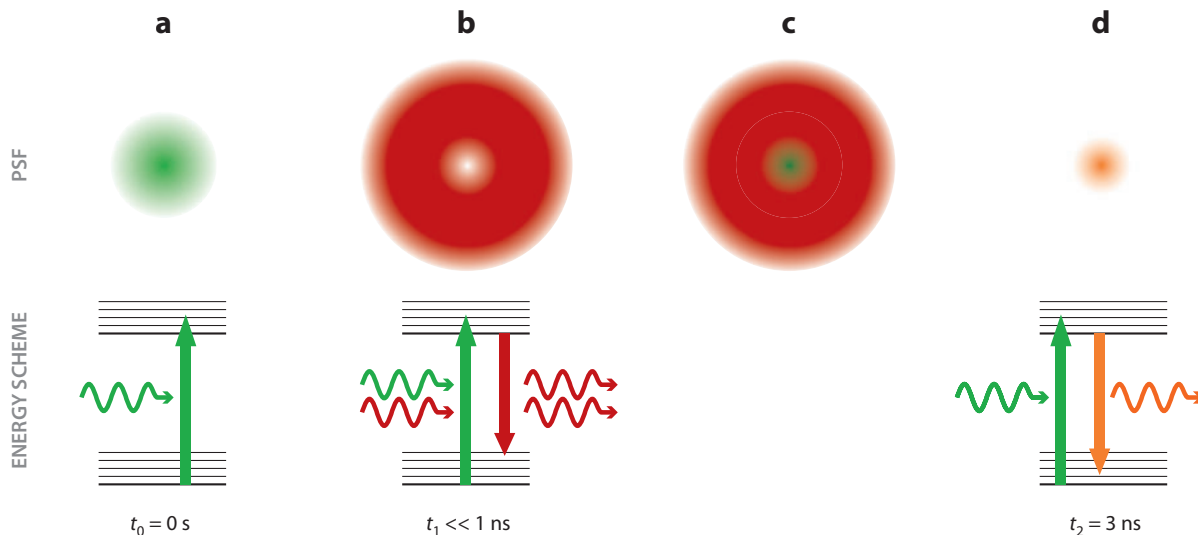 a b c d
PSF
ENERGY SCHEME
t₀ = 0 s t₁ << 1 ns t₂ = 3 ns